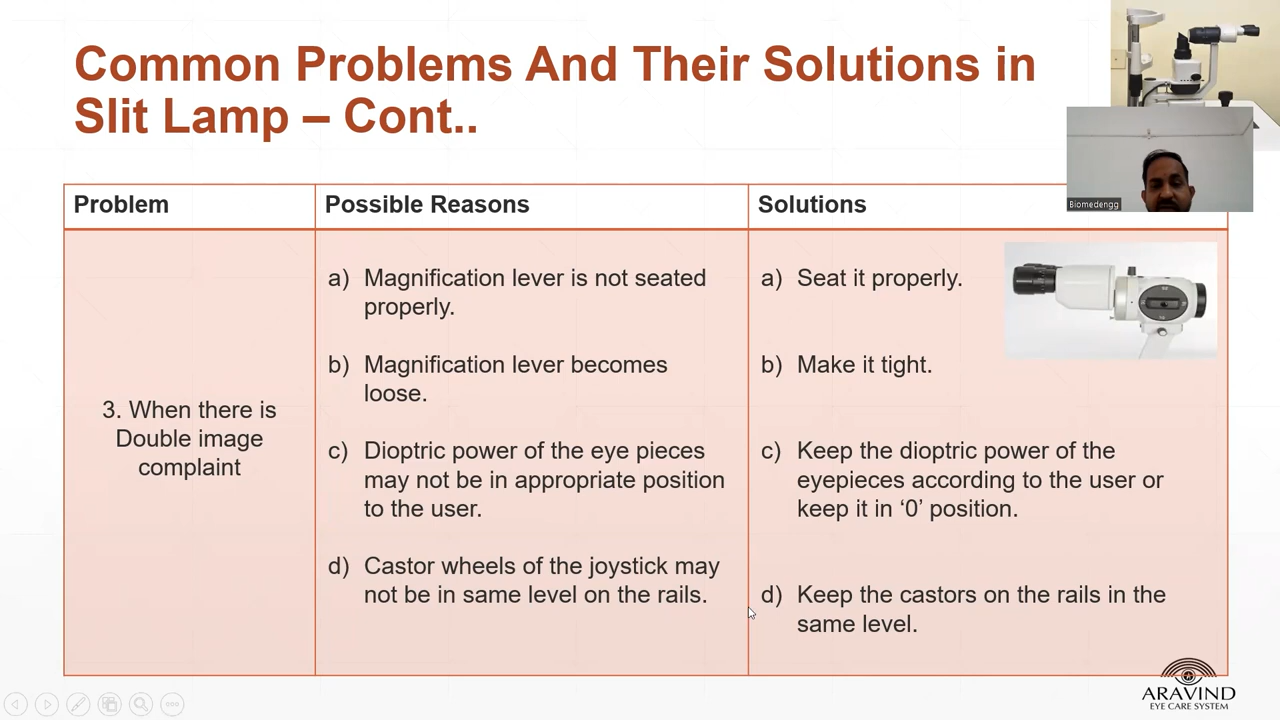 Common Problems And Their Solutions in
Slit Lamp – Cont..
Biomedengg
Problem
Possible Reasons
Solutions
3. When there is
Double image
complaint
a) Magnification lever is not seated
properly.
b) Magnification lever becomes
loose.
c) Dioptric power of the eye pieces
may not be in appropriate position
to the user.
d) Castor wheels of the joystick may
not be in same level on the rails.
a) Seat it properly.
b) Make it tight.
c) Keep the dioptric power of the
eyepieces according to the user or
keep it in ‘0’ position.
d) Keep the castors on the rails in the
same level.
ARAVIND
EYE CARE SYSTEM